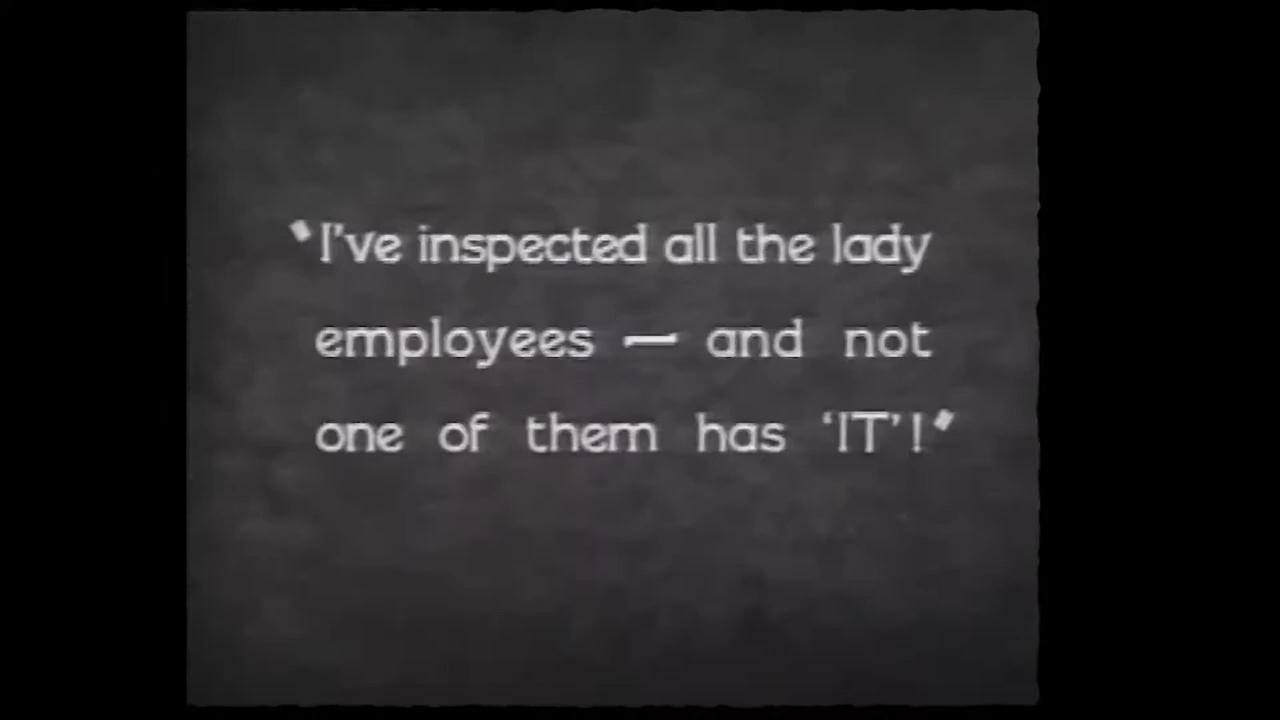 "I've inspected all the lady
employees — and not
one of them has 'IT'!"